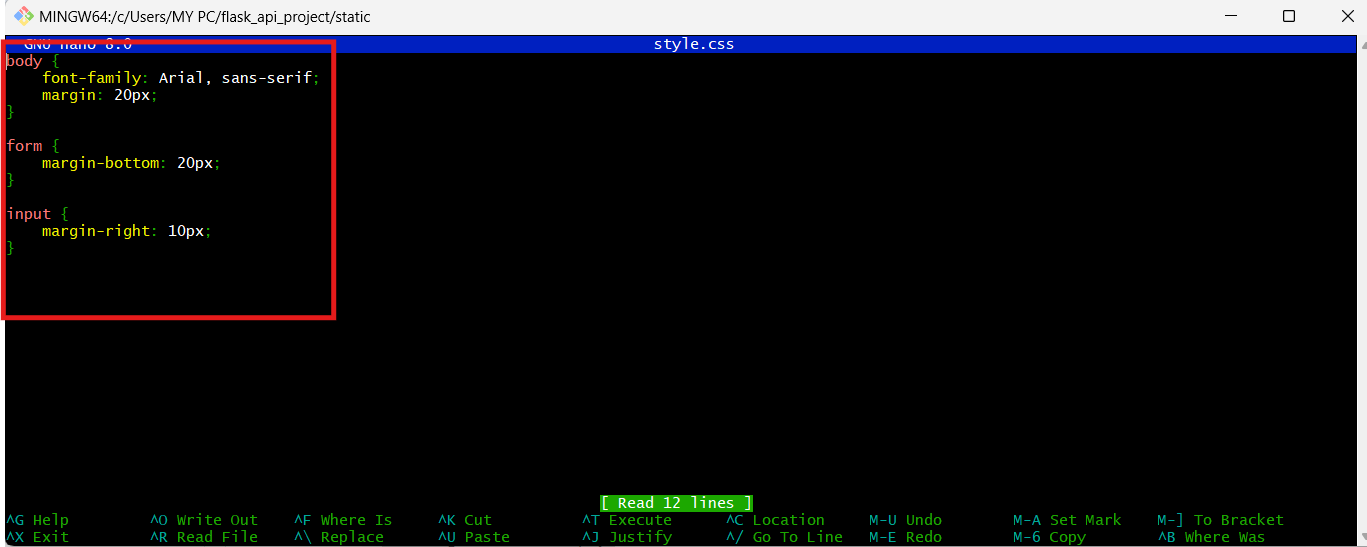 MINGW64:/c/Users/MY PC/flask_api_project/static
GNU nano 8.0 style.css
body {
    font-family: Arial, sans-serif;
    margin: 20px;
}

form {
    margin-bottom: 20px;
}

input {
    margin-right: 10px;
}
[ Read 12 lines ]
^G Help ^O Write Out ^F Where Is ^K Cut ^T Execute ^C Location M-U Undo M-A Set Mark M-] To Bracket
^X Exit ^R Read File ^\ Replace ^U Paste ^J Justify ^/ Go To Line M-E Redo M-6 Copy ^B Where Was